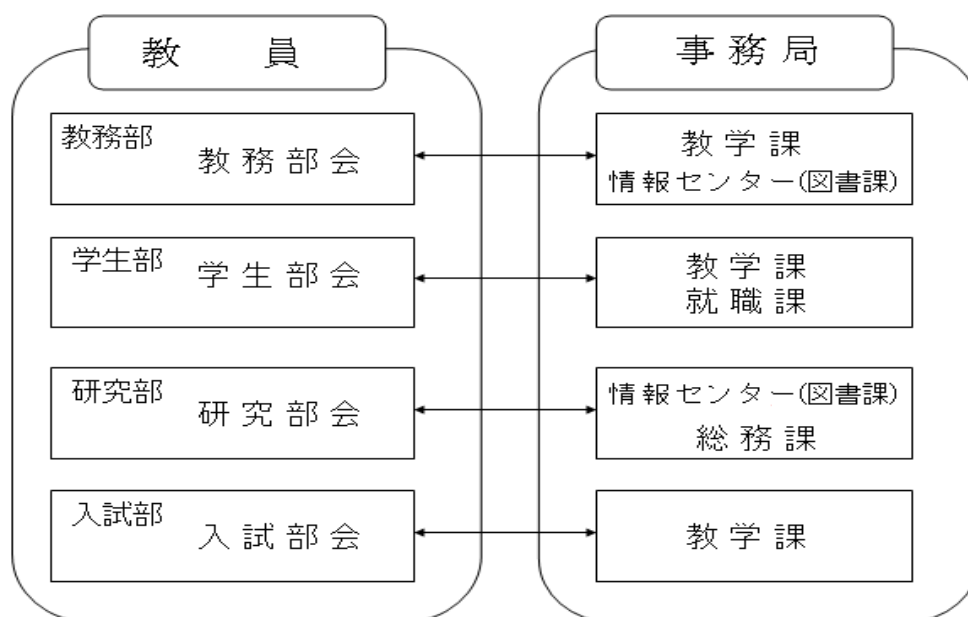 教員
事務局
教務部
教務部会
教学課
情報センター(図書課)
学生部
学生部会
教学課
就職課
研究部
研究部会
情報センター(図書課)
総務課
入試部
入試部会
教学課